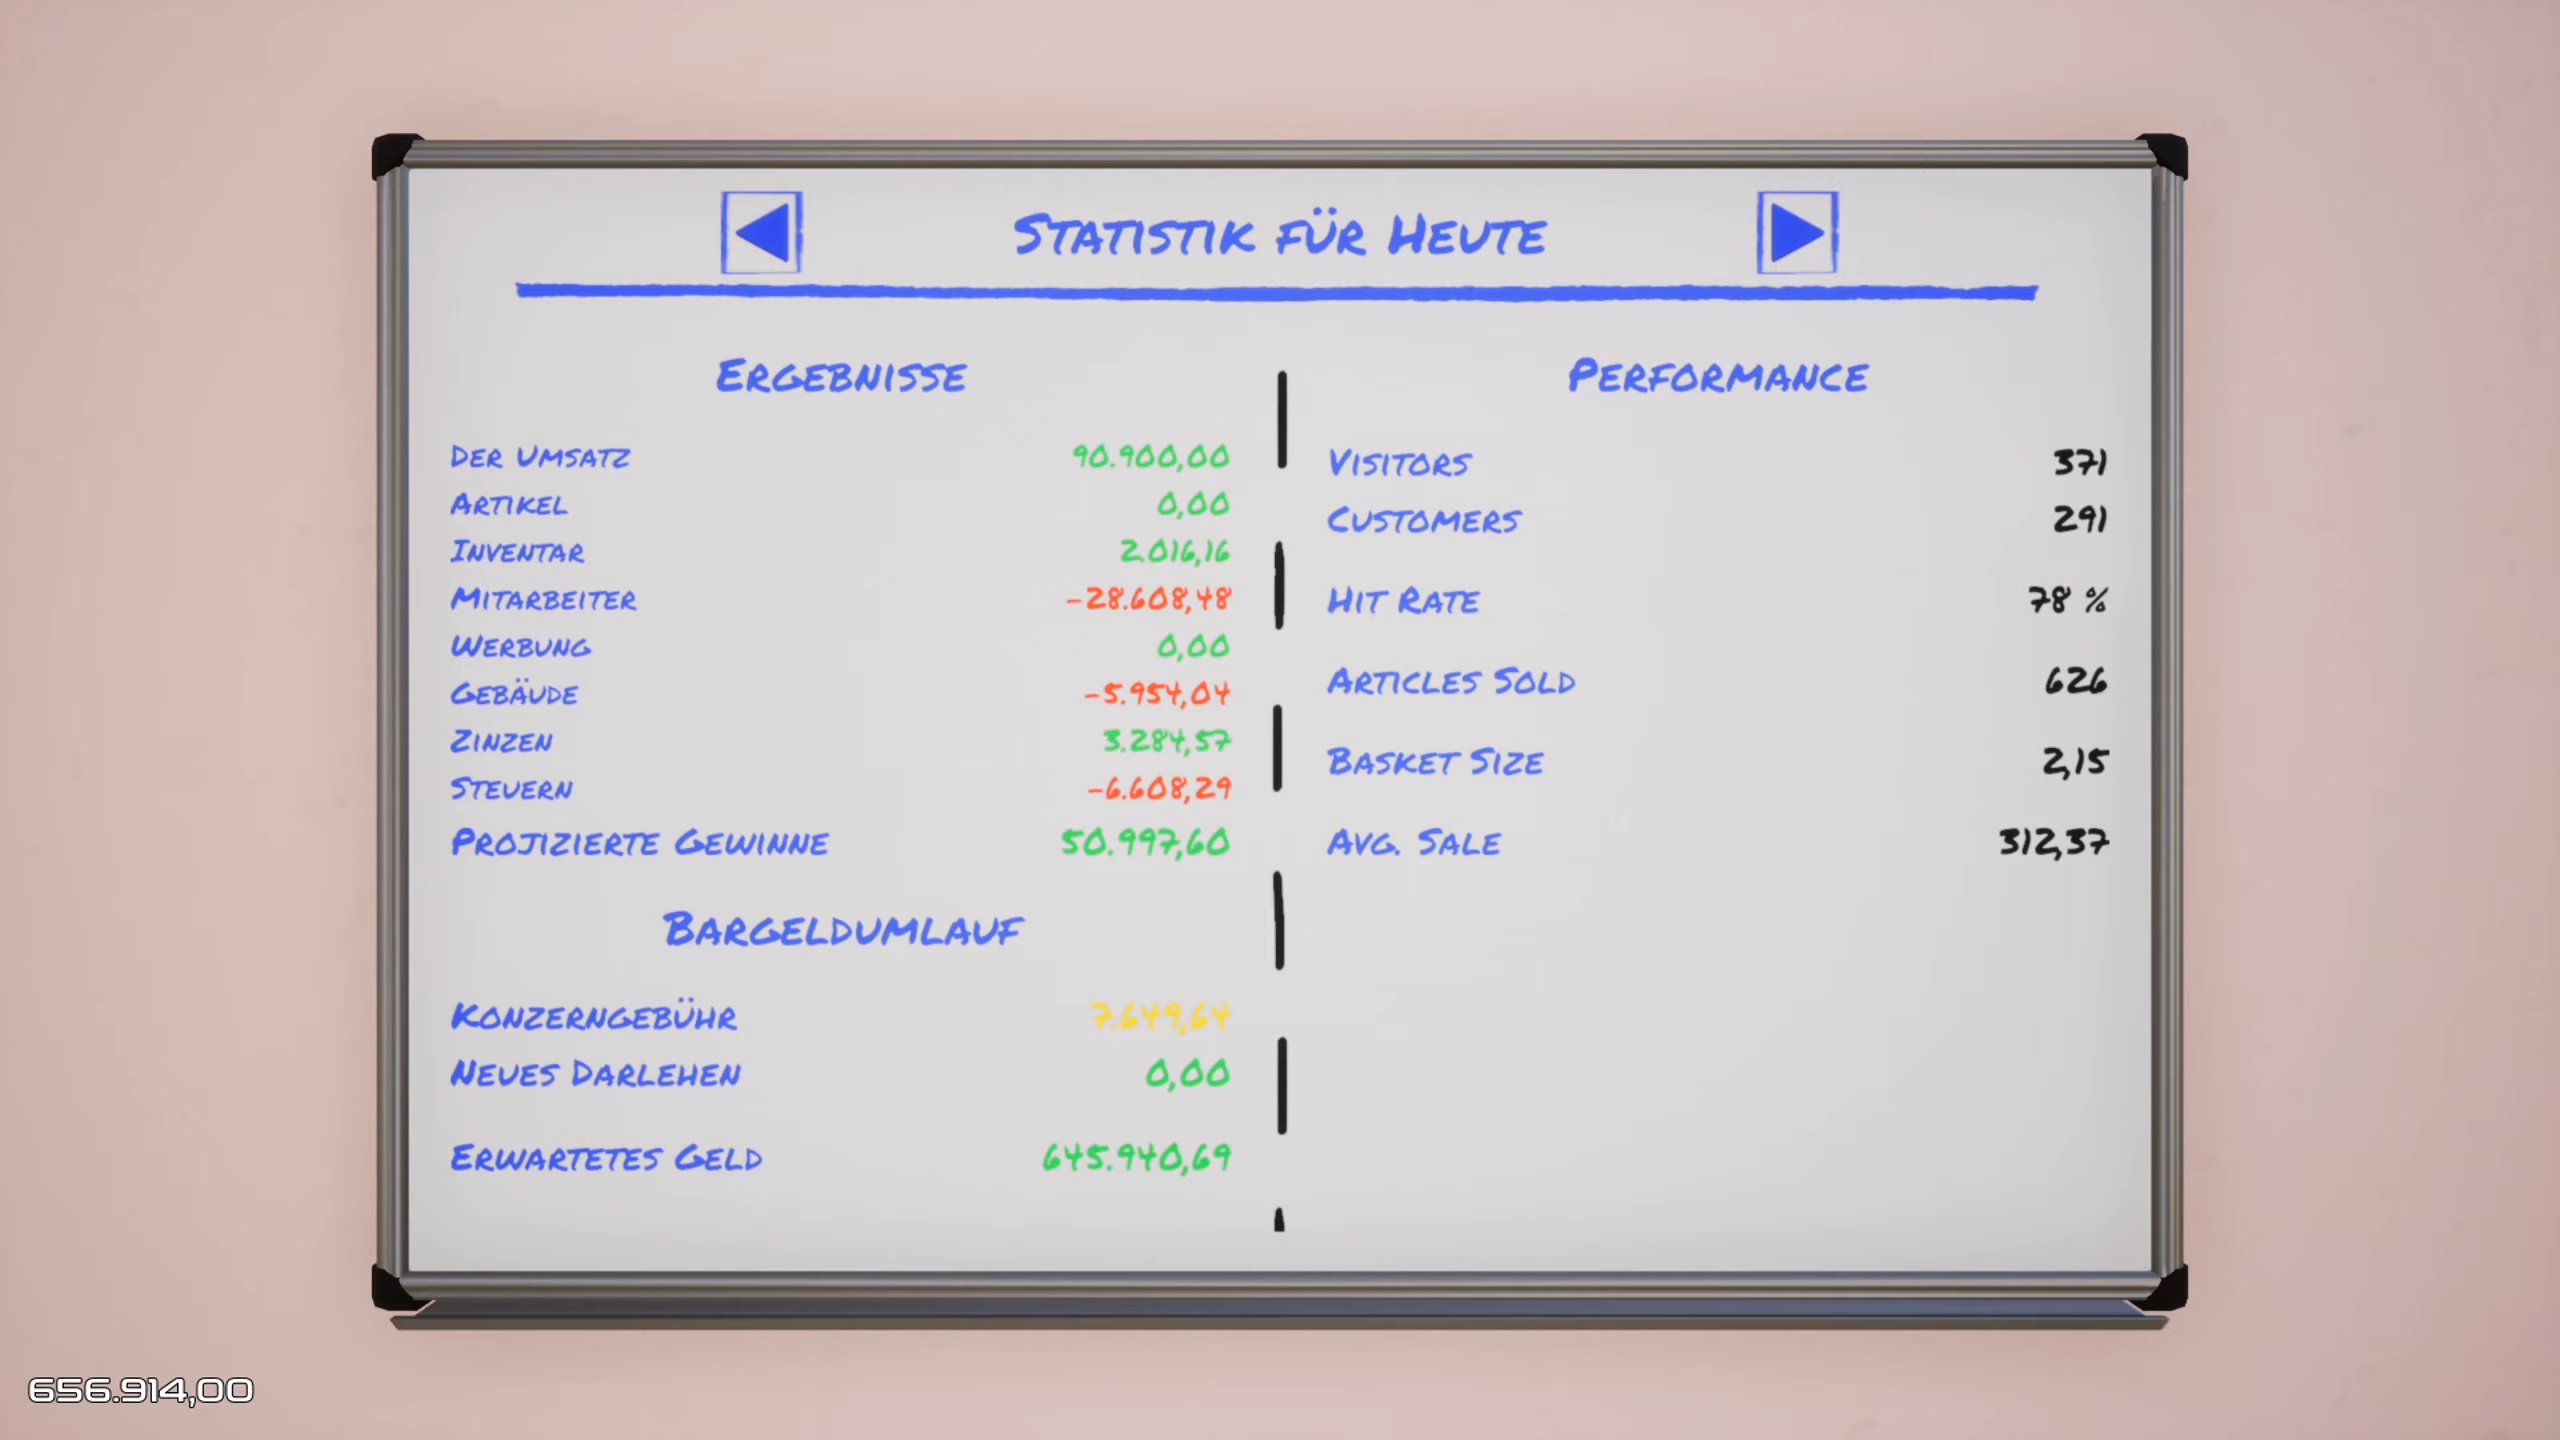 Statistik für Heute
Ergebnisse
Der Umsatz 90.900,00
Artikel 0,00
Inventar 2.016,16
Mitarbeiter -28.608,48
Werbung 0,00
Gebäude -5.954,04
Zinzen 3.284,57
Steuern -6.608,29
Projizierte Gewinne 50.997,60
Bargeldumlauf
Konzerngebühr 7.649,64
Neues Darlehen 0,00
Erwartetes Geld 645.940,69
Performance
Visitors 371
Customers 291
Hit Rate 78 %
Articles Sold 626
Basket Size 2,15
Avg. Sale 312,37
656.914,00